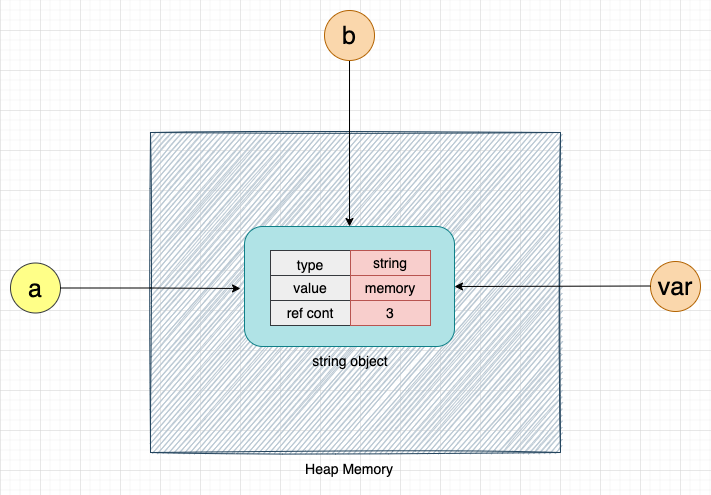 b
a
var
type string
value memory
ref cont 3
string object
Heap Memory